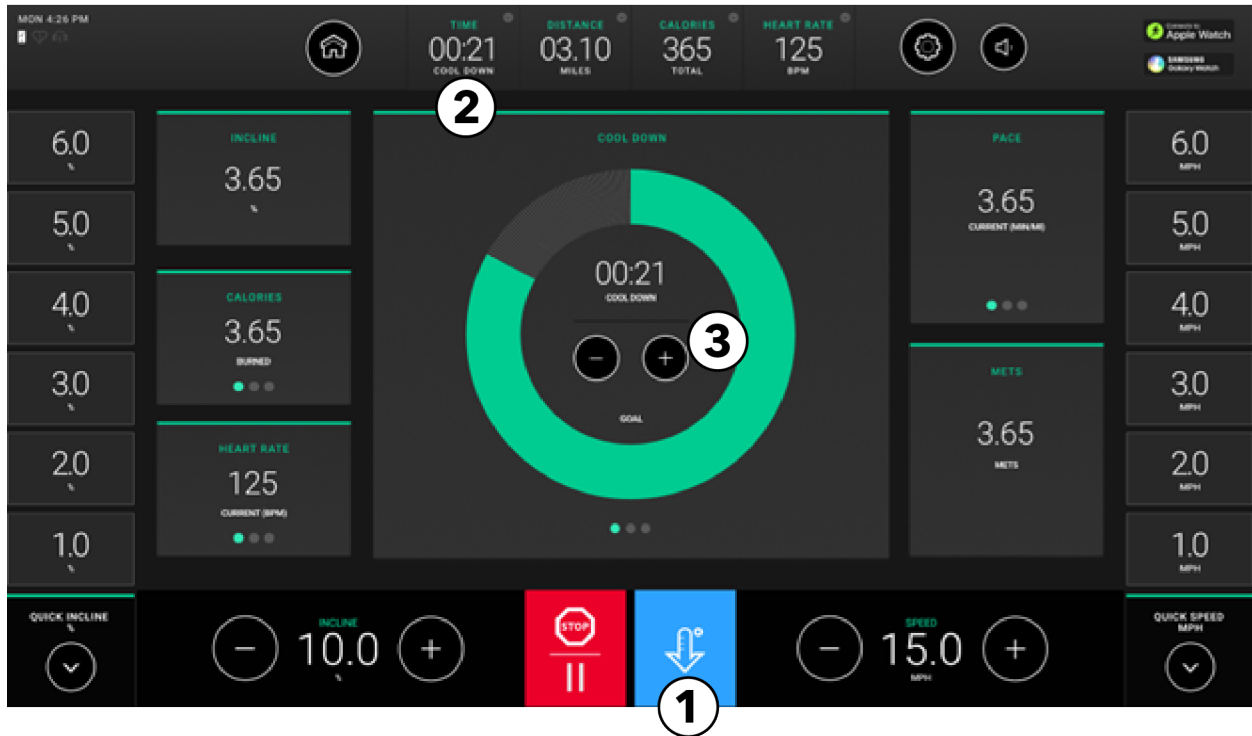 MON 4:26 PM
TIME
00:21
COOL DOWN
DISTANCE
03.10
MILES
CALORIES
365
TOTAL
HEART RATE
125
BPM
Connects to
Apple Watch
SAMSUNG
Galaxy Watch
2
6.0
%
5.0
%
4.0
%
3.0
%
2.0
%
1.0
%
QUICK INCLINE
%
INCLINE
3.65
%
CALORIES
3.65
BURNED
HEART RATE
125
CURRENT (BPM)
COOL DOWN
00:21
COOL DOWN
−
+
3
GOAL
PACE
3.65
CURRENT (MIN/MI)
METS
3.65
METS
6.0
MPH
5.0
MPH
4.0
MPH
3.0
MPH
2.0
MPH
1.0
MPH
QUICK SPEED
MPH
−
INCLINE
10.0
%
+
STOP
1
−
SPEED
15.0
MPH
+